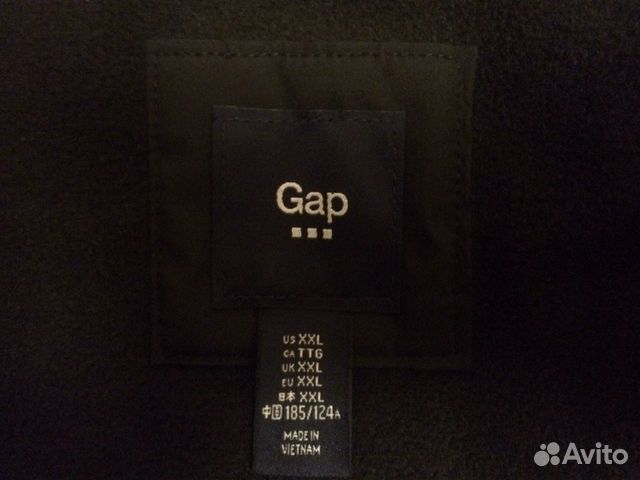 Gap
US XXL
CA TTG
UK XXL
EU XXL
日本 XXL
中国 185/124A
MADE IN
VIETNAM
Avito